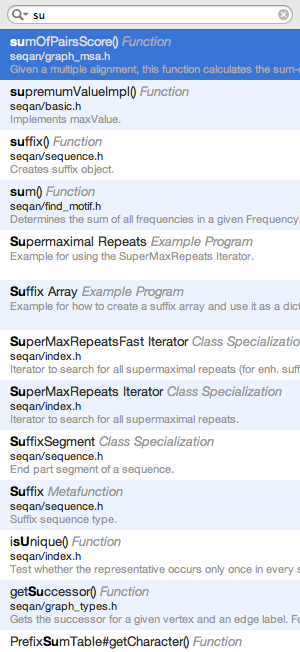 su
sumOfPairsScore() Function
seqan/graph_msa.h
Given a multiple alignment, this function calculates the sum-
supremumValueImpl() Function
seqan/basic.h
Implements maxValue.
suffix() Function
seqan/sequence.h
Creates suffix object.
sum() Function
seqan/find_motif.h
Determines the sum of all frequencies in a given Frequency
Supermaximal Repeats Example Program
Example for using the SuperMaxRepeats Iterator.
Suffix Array Example Program
Example for how to create a suffix array and use it as a dict
SuperMaxRepeatsFast Iterator Class Specializatio
seqan/index.h
Iterator to search for all supermaximal repeats (for enh. suff
SuperMaxRepeats Iterator Class Specialization
seqan/index.h
Iterator to search for all supermaximal repeats.
SuffixSegment Class Specialization
seqan/sequence.h
End part segment of a sequence.
Suffix Metafunction
seqan/sequence.h
Suffix sequence type.
isUnique() Function
seqan/index.h
Test whether the representative occurs only once in every s
getSuccessor() Function
seqan/graph_types.h
Gets the successor for a given vertex and an edge label. Fo
PrefixSumTable#getCharacter() Function